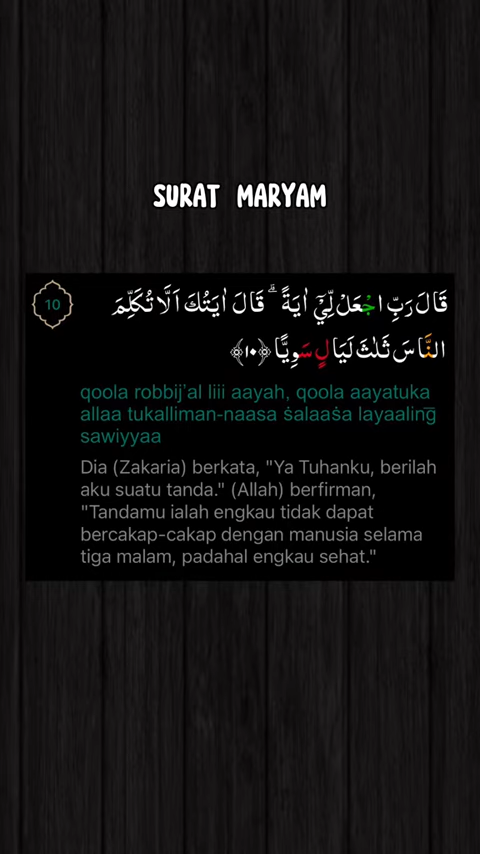 SURAT MARYAM
10
قَالَ رَبِّ اجْعَلْ لِّيْٓ اٰيَةً ۗقَالَ اٰيَتُكَ اَلَّا تُكَلِّمَ
النَّاسَ ثَلٰثَ لَيَالٍ سَوِيًّا ﴿١٠﴾
qoola robbij'al liii aayah, qoola aayatuka
allaa tukalliman-naasa ṡalaaṡa layaaling̅
sawiyyaa
Dia (Zakaria) berkata, "Ya Tuhanku, berilah
aku suatu tanda." (Allah) berfirman,
"Tandamu ialah engkau tidak dapat
bercakap-cakap dengan manusia selama
tiga malam, padahal engkau sehat."